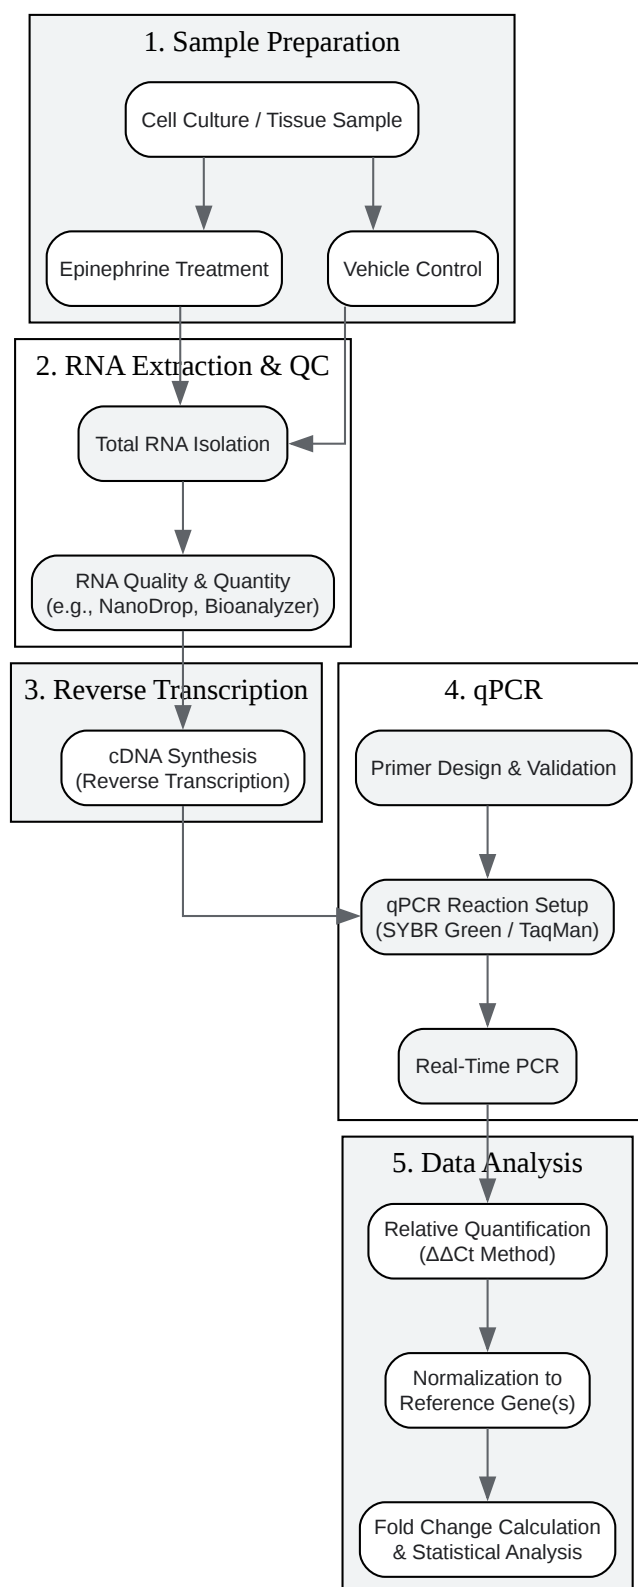 1. Sample Preparation
Cell Culture / Tissue Sample
Epinephrine Treatment
Vehicle Control
2. RNA Extraction & QC
Total RNA Isolation
RNA Quality & Quantity
(e.g., NanoDrop, Bioanalyzer)
3. Reverse Transcription
cDNA Synthesis
(Reverse Transcription)
4. qPCR
Primer Design & Validation
qPCR Reaction Setup
(SYBR Green / TaqMan)
Real-Time PCR
5. Data Analysis
Relative Quantification
(ΔΔCt Method)
Normalization to
Reference Gene(s)
Fold Change Calculation
& Statistical Analysis